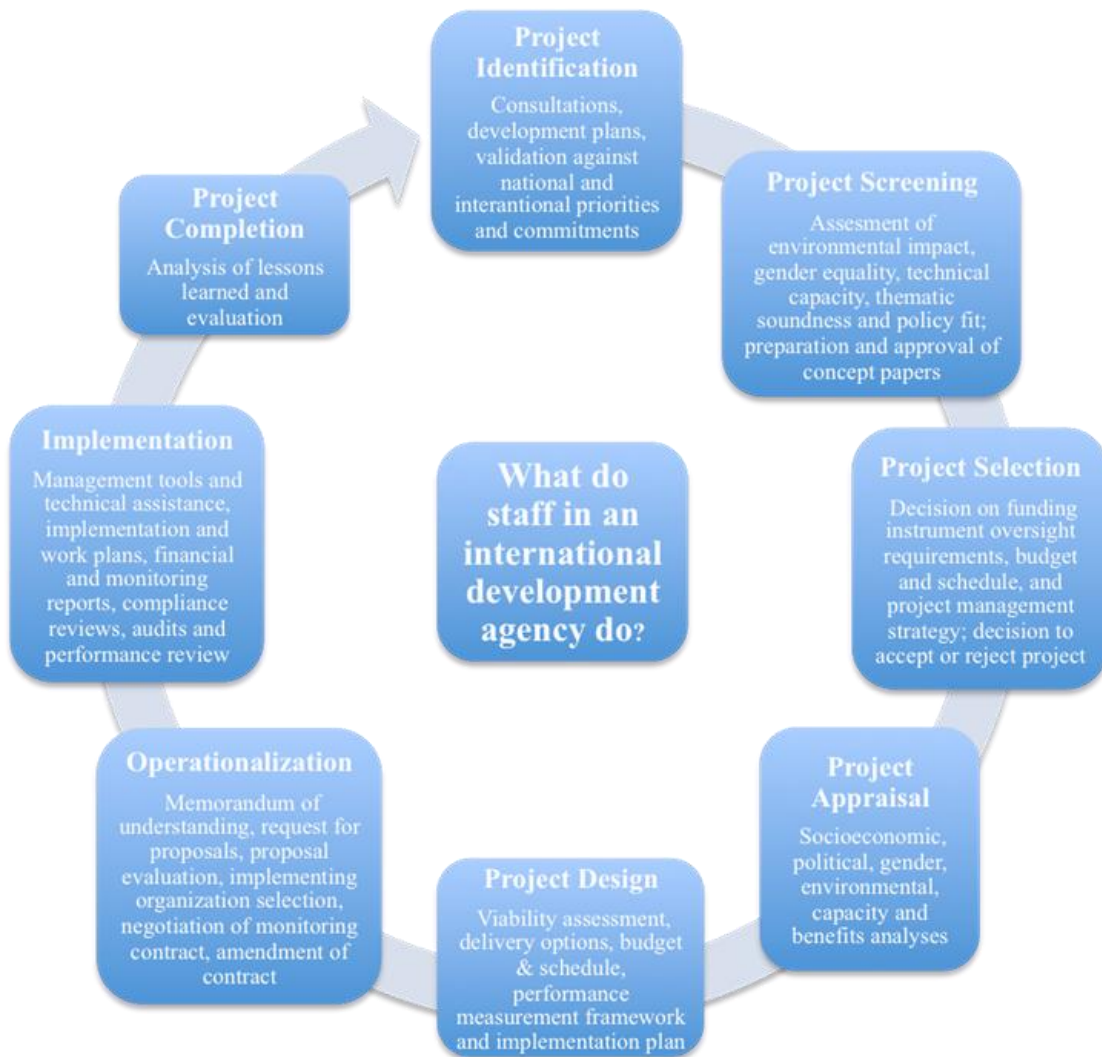 Project
Identification
Consultations,
development plans,
validation against
national and
interantional priorities
and commitments
Project Screening
Assesment of
environmental impact,
gender equality, technical
capacity, thematic
soundness and policy fit;
preparation and approval of
concept papers
Project Selection
Decision on funding
instrument oversight
requirements, budget
and schedule, and
project management
strategy; decision to
accept or reject project
Project
Appraisal
Socioeconomic,
political, gender,
environmental,
capacity and
benefits analyses
Project Design
Viability assessment,
delivery options, budget
& schedule,
performance
measurement framework
and implementation plan
Operationalization
Memorandum of
understanding, request for
proposals, proposal
evaluation, implementing
organization selection,
negotiation of monitoring
contract, amendment of
contract
Implementation
Management tools and
technical assistance,
implementation and
work plans, financial
and monitoring
reports, compliance
reviews, audits and
performance review
Project
Completion
Analysis of lessons
learned and
evaluation
What do
staff in an
international
development
agency do?